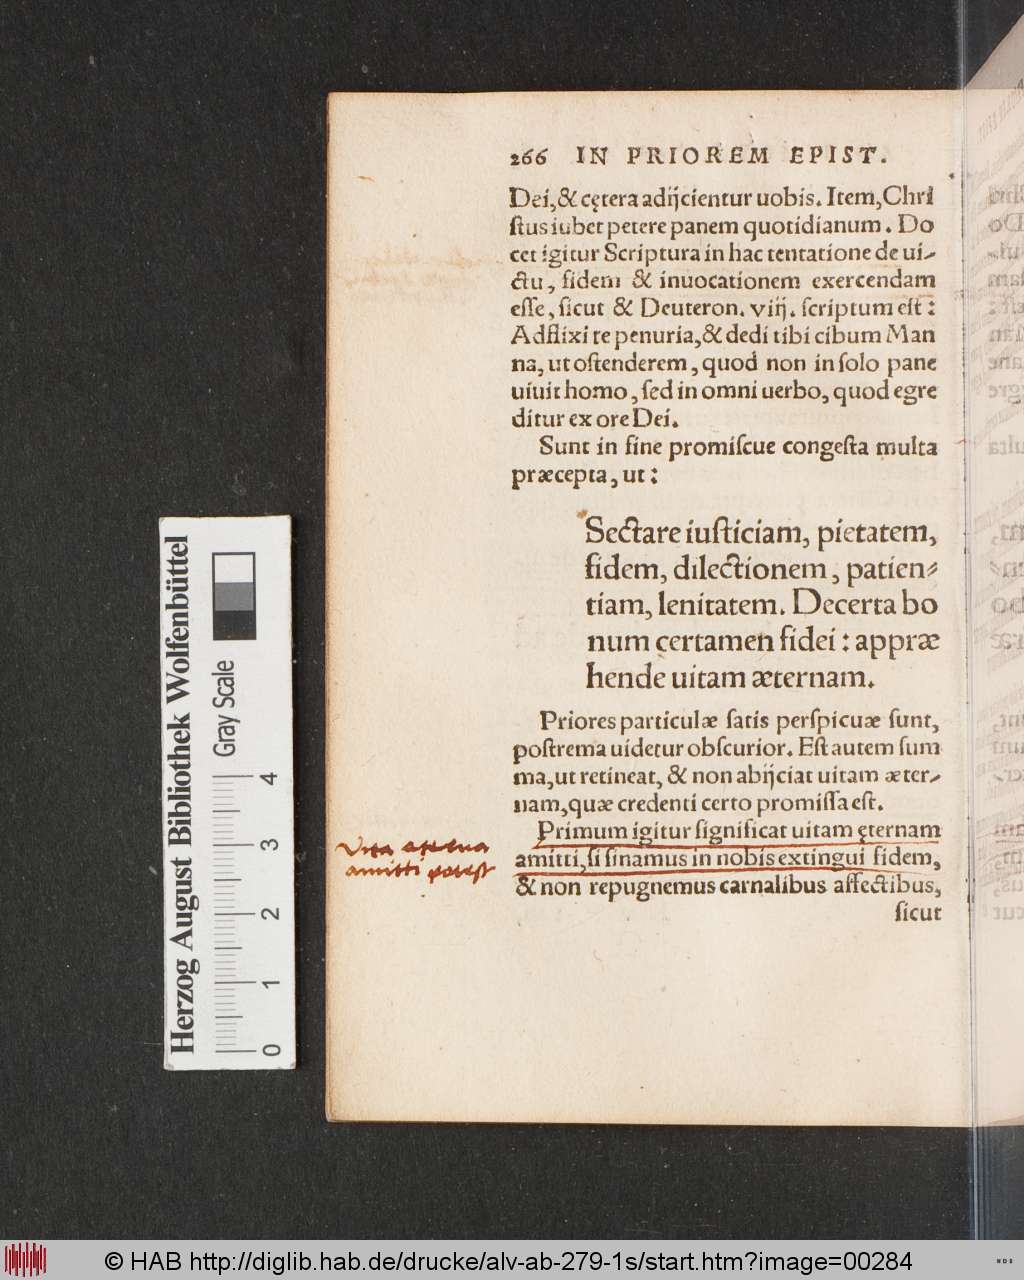 266 IN PRIOREM EPIST.
Dei, & cętera adijcientur uobis. Item, Chri
ſtus iubet petere panem quotidianum. Do
cet igitur Scriptura in hac tentatione de ui⸗
ctu, fidem & inuocationem exercendam
eſſe, ſicut & Deuteron. viij. ſcriptum eſt:
Adflixi te penuria, & dedi tibi cibum Man
na, ut oſtenderem, quod non in ſolo pane
uiuit homo, ſed in omni uerbo, quod egre
ditur ex ore Dei.
Sunt in fine promiſcue congeſta multa
præcepta, ut:
Sectare iuſticiam, pietatem,
fidem, dilectionem, patien⸗
tiam, lenitatem. Decerta bo
num certamen fidei: appræ
hende uitam æternam.
Priores particulæ ſatis perſpicuæ ſunt,
poſtrema uidetur obſcurior. Eſt autem ſum
ma, ut retineat, & non abijciat uitam æter⸗
nam, quæ credenti certo promiſſa eſt.
Primum igitur ſignificat uitam ęternam
amitti, ſi ſinamus in nobis extingui fidem,
& non repugnemus carnalibus affectibus,
ſicut
Vita aeterna
amitti poteſt
Herzog August Bibliothek Wolfenbüttel
Gray Scale
0 1 2 3 4
© HAB http://diglib.hab.de/drucke/alv-ab-279-1s/start.htm?image=00284